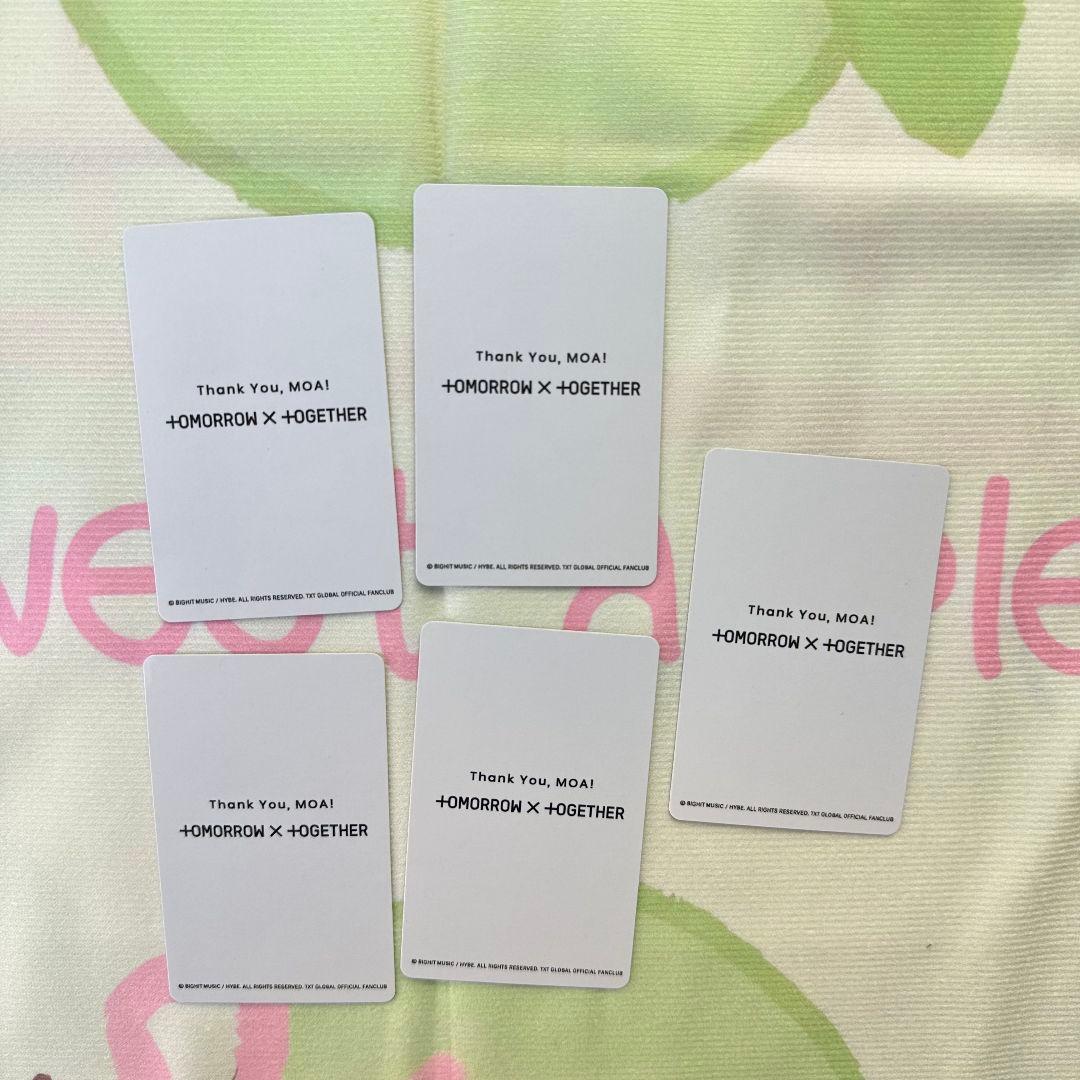 Thank You, MOA!
TOMORROW X TOGETHER
© BIGHIT MUSIC / HYBE. ALL RIGHTS RESERVED. TXT GLOBAL OFFICIAL FANCLUB
Thank You, MOA!
TOMORROW X TOGETHER
© BIGHIT MUSIC / HYBE. ALL RIGHTS RESERVED. TXT GLOBAL OFFICIAL FANCLUB
Thank You, MOA!
TOMORROW X TOGETHER
© BIGHIT MUSIC / HYBE. ALL RIGHTS RESERVED. TXT GLOBAL OFFICIAL FANCLUB
Thank You, MOA!
TOMORROW X TOGETHER
© BIGHIT MUSIC / HYBE. ALL RIGHTS RESERVED. TXT GLOBAL OFFICIAL FANCLUB
Thank You, MOA!
TOMORROW X TOGETHER
© BIGHIT MUSIC / HYBE. ALL RIGHTS RESERVED. TXT GLOBAL OFFICIAL FANCLUB